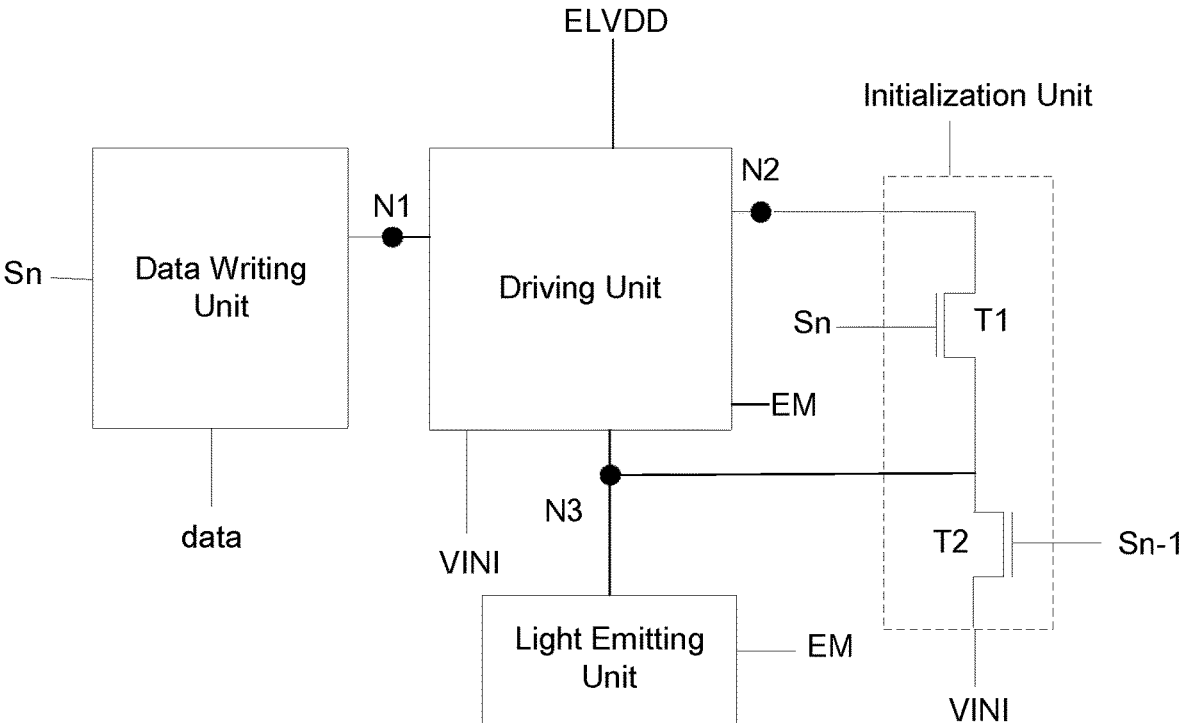 ELVDD
Initialization Unit
N2
N1
Sn
Data Writing
Unit
Driving Unit
Sn
T1
EM
N3
data
VINI
T2
Sn-1
Light Emitting
Unit
EM
VINI